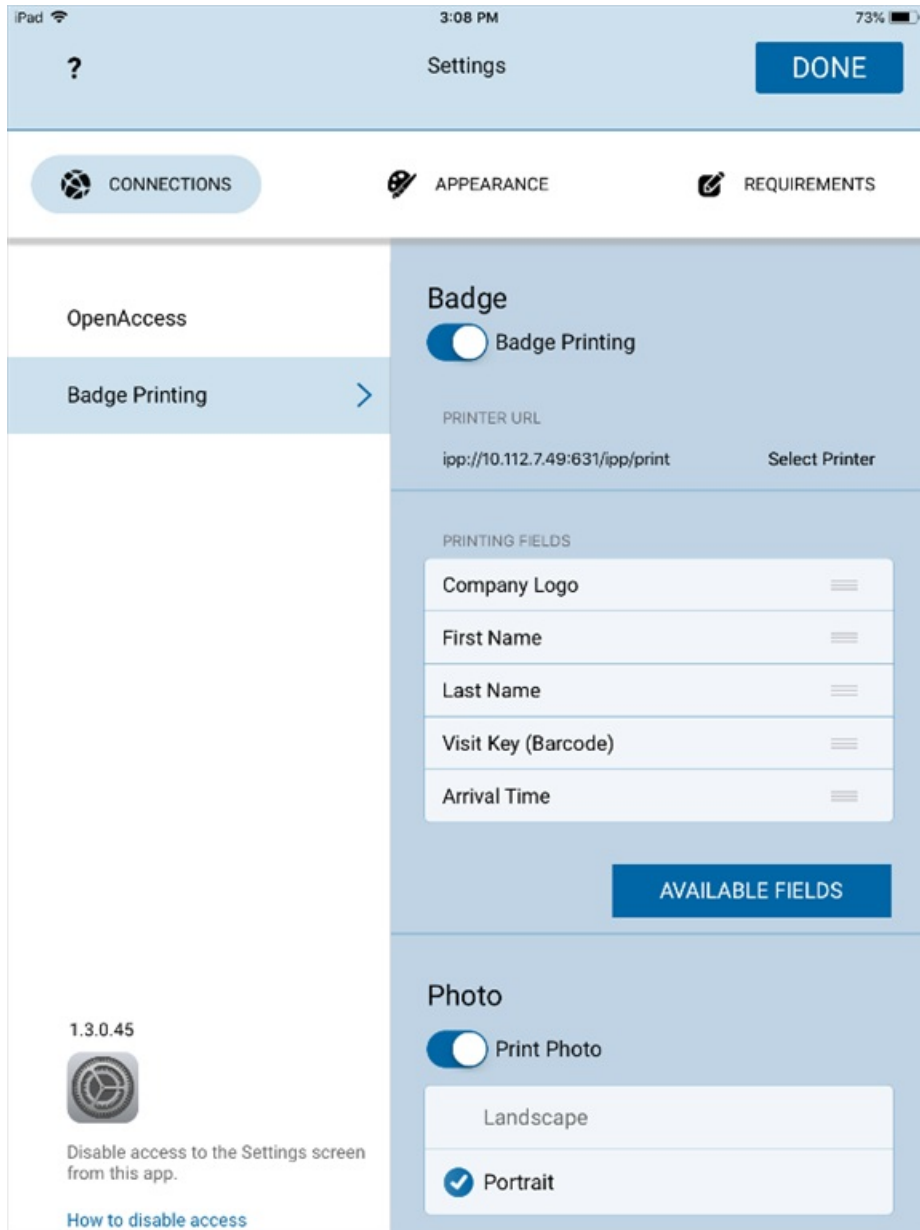 iPad 3:08 PM 73%
? Settings DONE
CONNECTIONS APPEARANCE REQUIREMENTS
OpenAccess
Badge Printing
1.3.0.45
Disable access to the Settings screen
from this app.
How to disable access
Badge
Badge Printing
PRINTER URL
ipp://10.112.7.49:631/ipp/print Select Printer
PRINTING FIELDS
Company Logo
First Name
Last Name
Visit Key (Barcode)
Arrival Time
AVAILABLE FIELDS
Photo
Print Photo
Landscape
Portrait